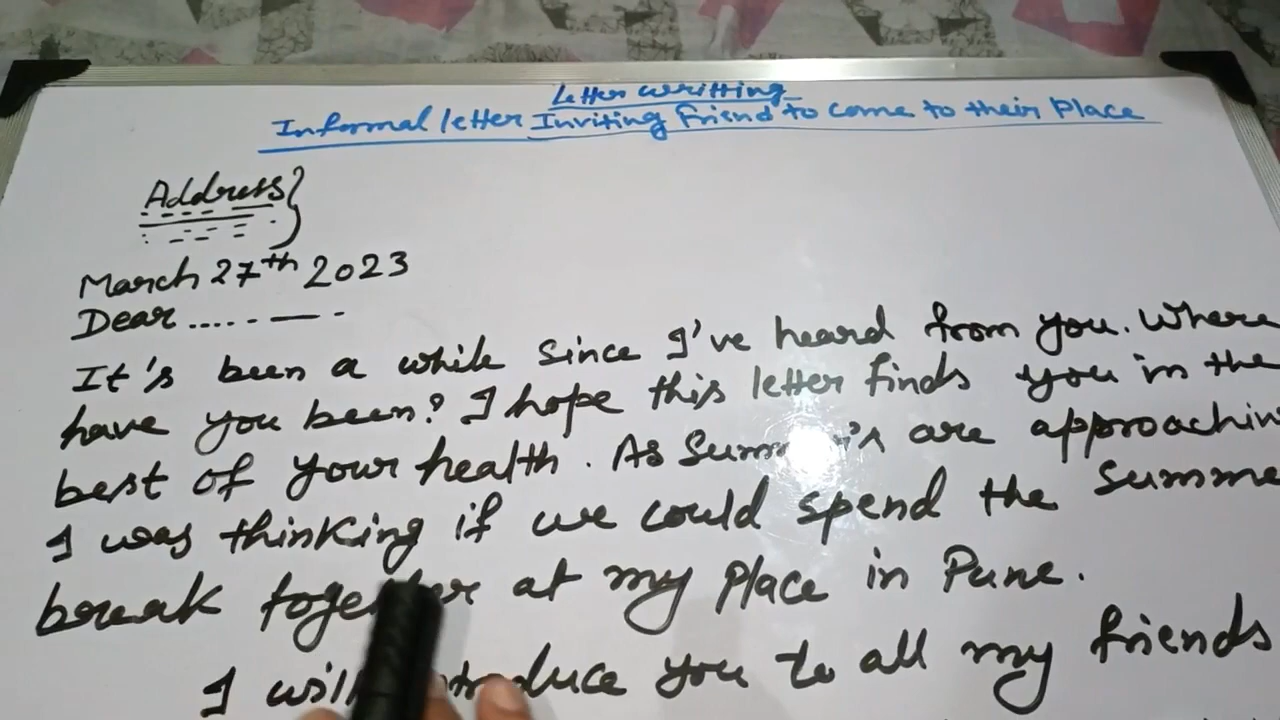 Letter writting
Informal letter Inviting friend to come to their Place
Address
March 27th 2023
Dear ..... - — -
It's been a while since I've heard from you. Where
have you been? I hope this letter finds you in the
best of your health. As are approachin
I was thinking if we could spend the Summe
break together at my Place in Pune.
I will introduce you to all my friends